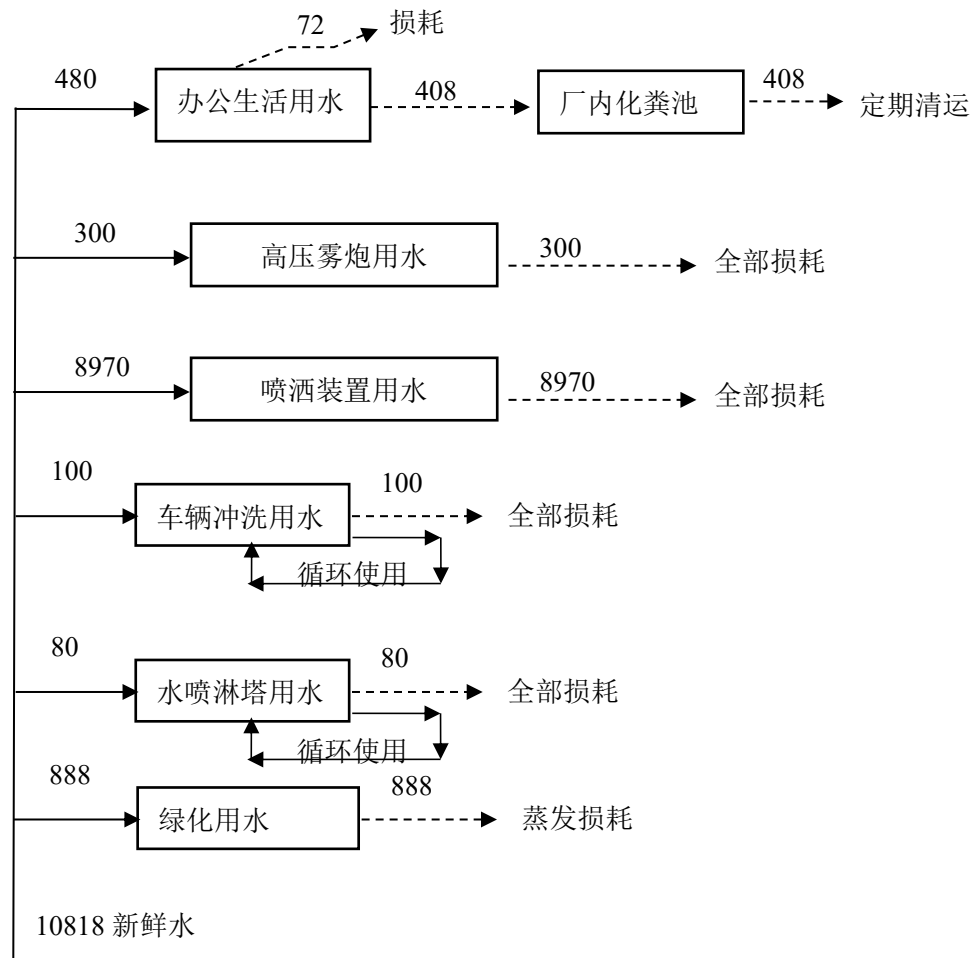 72 损耗
480 办公生活用水 408 厂内化粪池 408 定期清运
300 高压雾炮用水 300 全部损耗
8970 喷洒装置用水 8970 全部损耗
100 车辆冲洗用水 100 全部损耗
循环使用
80 水喷淋塔用水 80 全部损耗
循环使用
888 绿化用水 888 蒸发损耗
10818 新鲜水